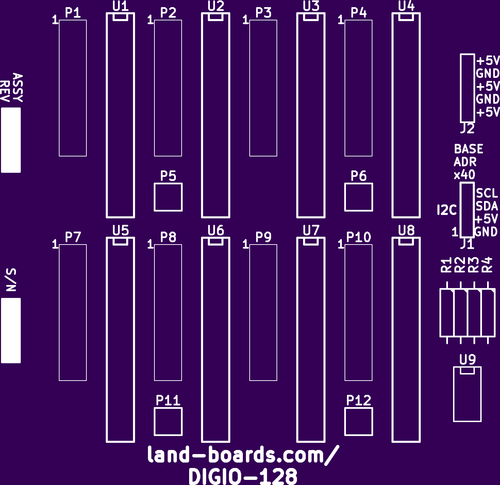 P1 U1 P2 U2 P3 U3 P4 U4
1 1 1 1
+5V
GND
+5V
GND
+5V
J2
ASSY
REV
BASE
ADR
x40
P5 P6
SCL
SDA
+5V
GND
I2C
1
J1
P7 U5 P8 U6 P9 U7 P10 U8
1 1 1 1
R1
R2
R3
R4
S/N
U9
P11 P12
land-boards.com/
DIGIO-128